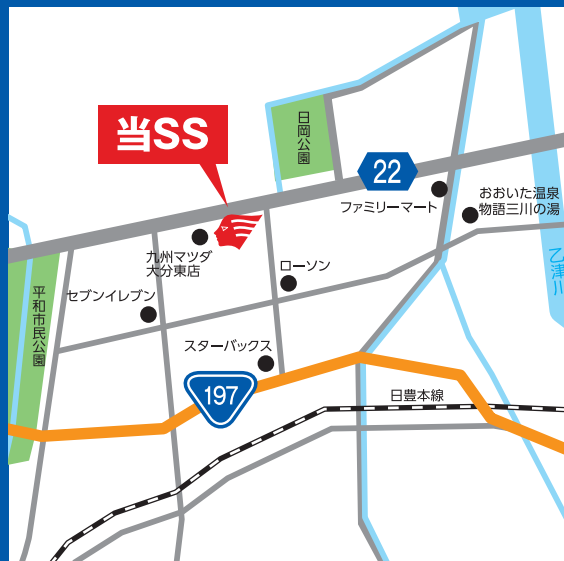 日岡公園
当SS
22
ファミリーマート
おおいた温泉
物語三川の湯
九州マツダ
大分東店
ローソン
乙津川
平和市民公園
セブンイレブン
スターバックス
197
日豊本線